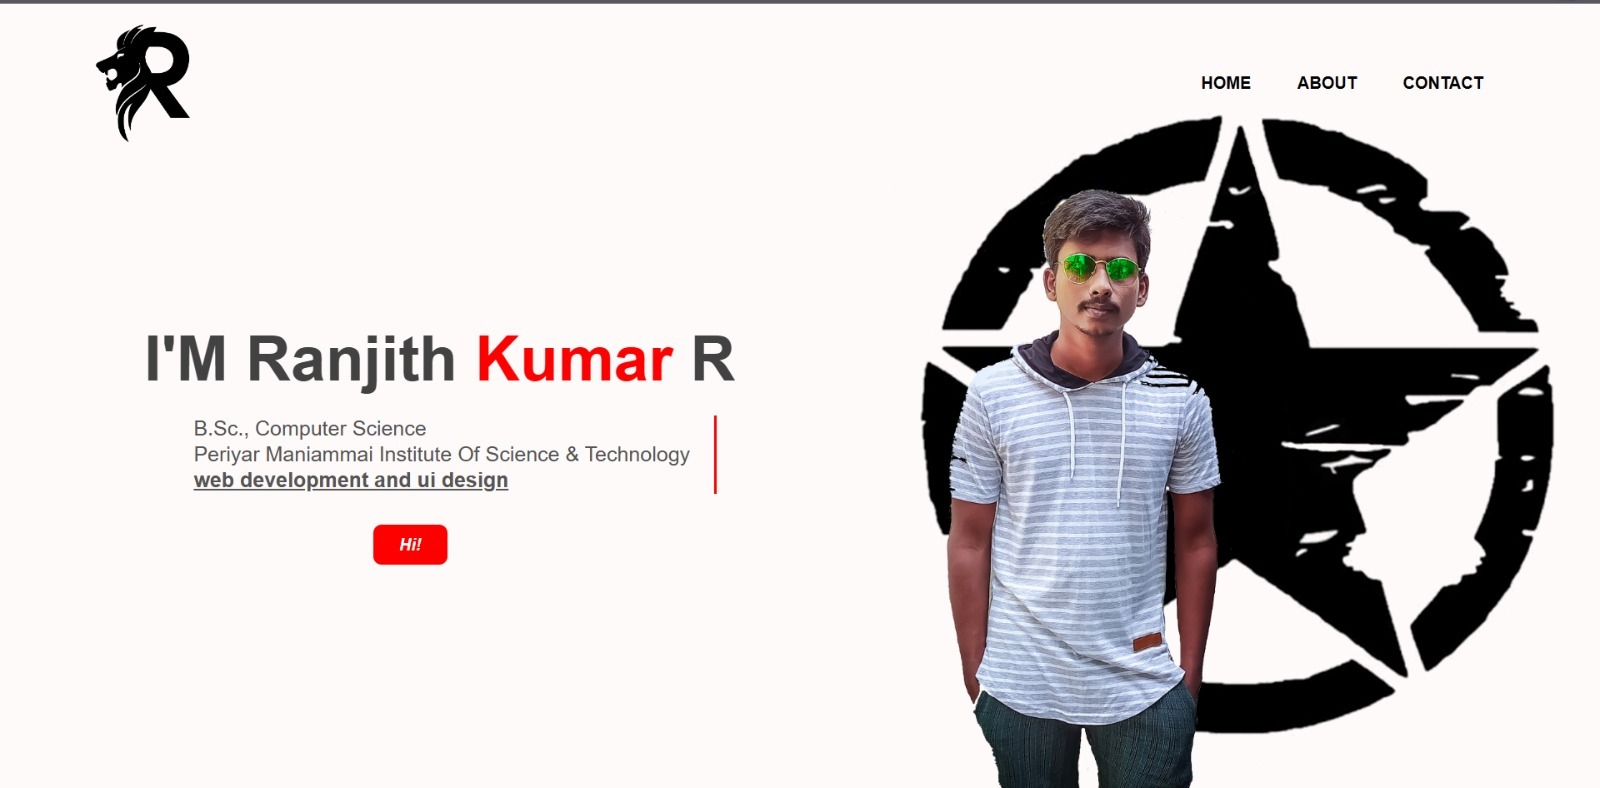 R
HOME ABOUT CONTACT
I'M Ranjith Kumar R
B.Sc., Computer Science
Periyar Maniammai Institute Of Science & Technology
web development and ui design
Hi!